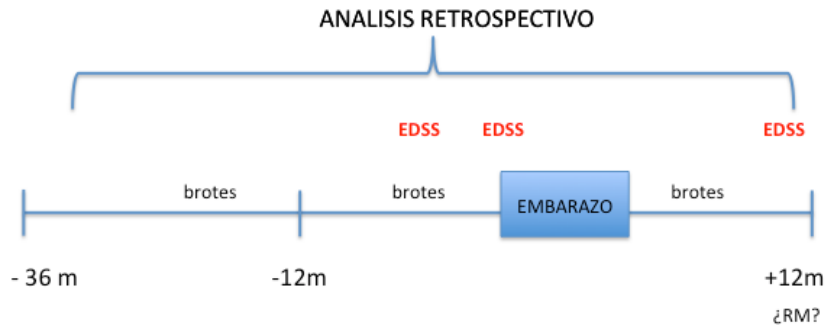 ANALISIS RETROSPECTIVO
EDSS EDSS EDSS
brotes brotes EMBARAZO brotes
- 36 m -12m +12m
¿RM?